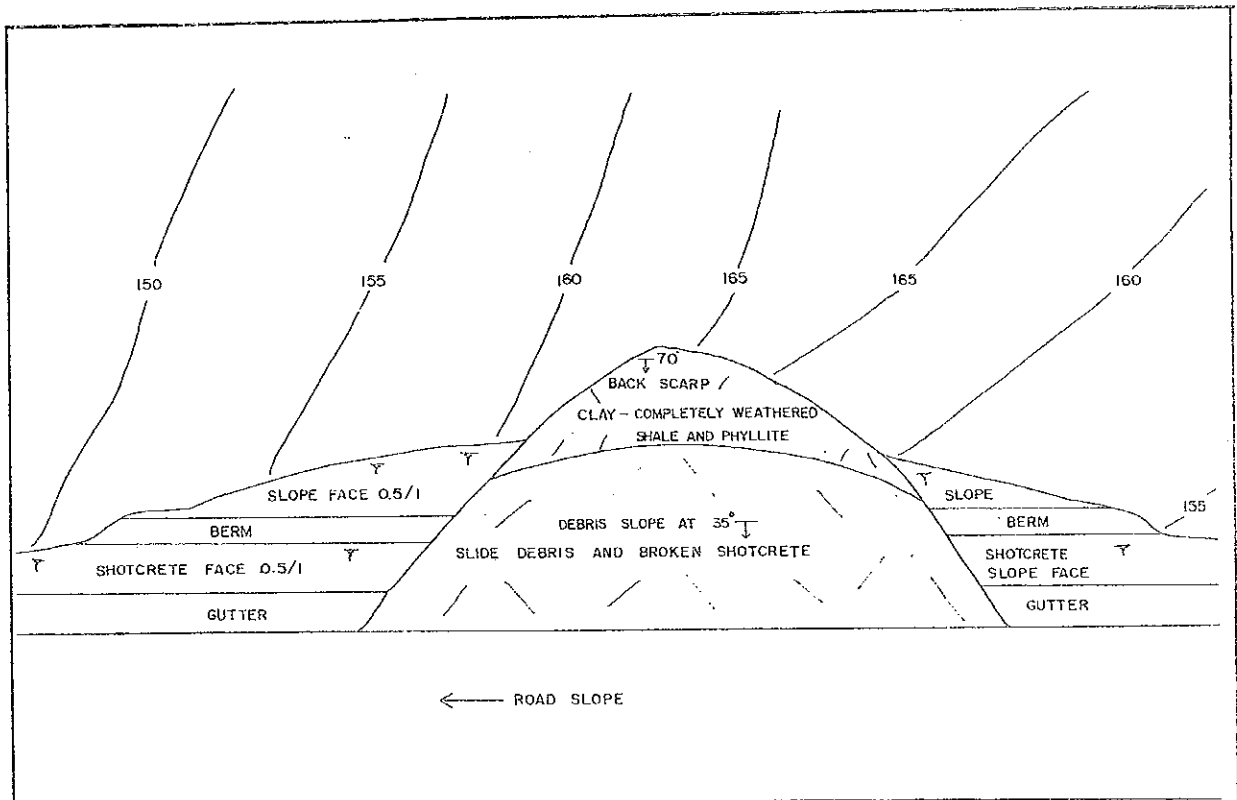 150
155
160
165
165
160
70°
BACK SCARP
CLAY – COMPLETELY WEATHERED
SHALE AND PHYLLITE
SLOPE FACE 0.5/1
SLOPE
BERM
DEBRIS SLOPE AT 35°
BERM
155
SHOTCRETE FACE 0.5/1
SLIDE DEBRIS AND BROKEN SHOTCRETE
SHOTCRETE
SLOPE FACE
GUTTER
GUTTER
ROAD SLOPE